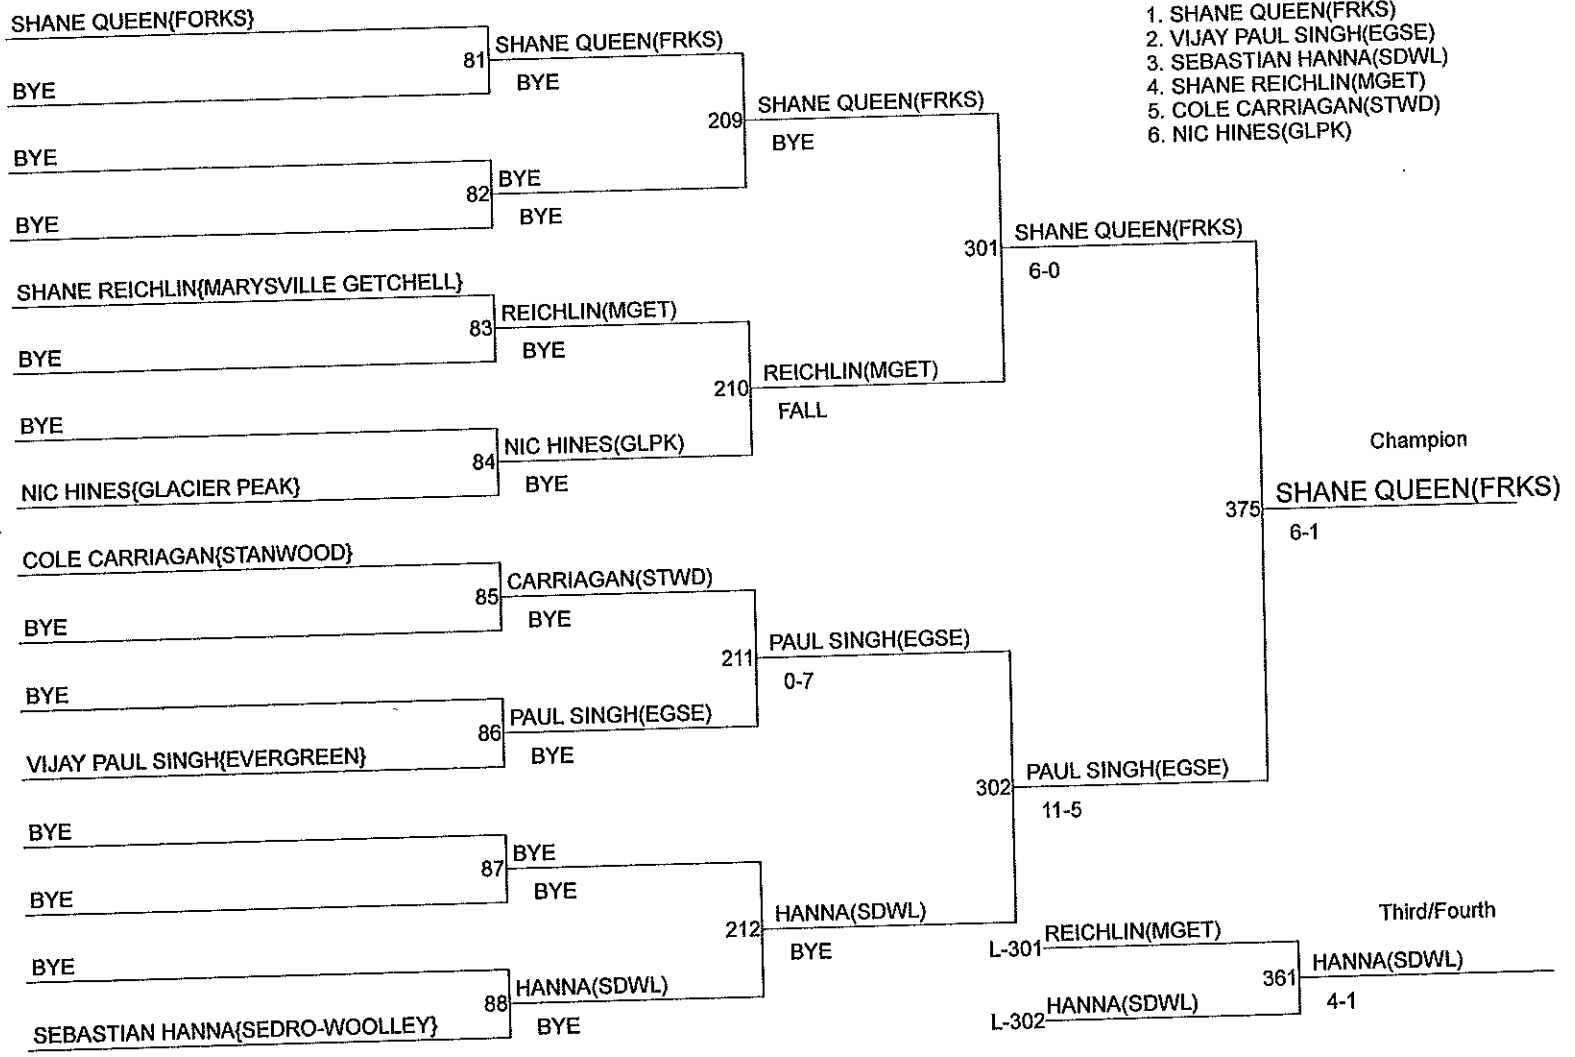 1. SHANE QUEEN(FRKS)
2. VIJAY PAUL SINGH(EGSE)
3. SEBASTIAN HANNA(SDWL)
4. SHANE REICHLIN(MGET)
5. COLE CARRIAGAN(STWD)
6. NIC HINES(GLPK)
SHANE QUEEN{FORKS}
BYE
81
SHANE QUEEN(FRKS)
BYE
BYE
BYE
82
BYE
BYE
209
SHANE QUEEN(FRKS)
BYE
SHANE REICHLIN{MARYSVILLE GETCHELL}
BYE
83
REICHLIN(MGET)
BYE
BYE
NIC HINES{GLACIER PEAK}
84
NIC HINES(GLPK)
BYE
210
REICHLIN(MGET)
FALL
301
SHANE QUEEN(FRKS)
6-0
COLE CARRIAGAN{STANWOOD}
BYE
85
CARRIAGAN(STWD)
BYE
BYE
VIJAY PAUL SINGH{EVERGREEN}
86
PAUL SINGH(EGSE)
BYE
211
PAUL SINGH(EGSE)
0-7
BYE
BYE
87
BYE
BYE
BYE
SEBASTIAN HANNA{SEDRO-WOOLLEY}
88
HANNA(SDWL)
BYE
212
HANNA(SDWL)
BYE
302
PAUL SINGH(EGSE)
11-5
Champion
375
SHANE QUEEN(FRKS)
6-1
Third/Fourth
L-301
REICHLIN(MGET)
L-302
HANNA(SDWL)
361
HANNA(SDWL)
4-1